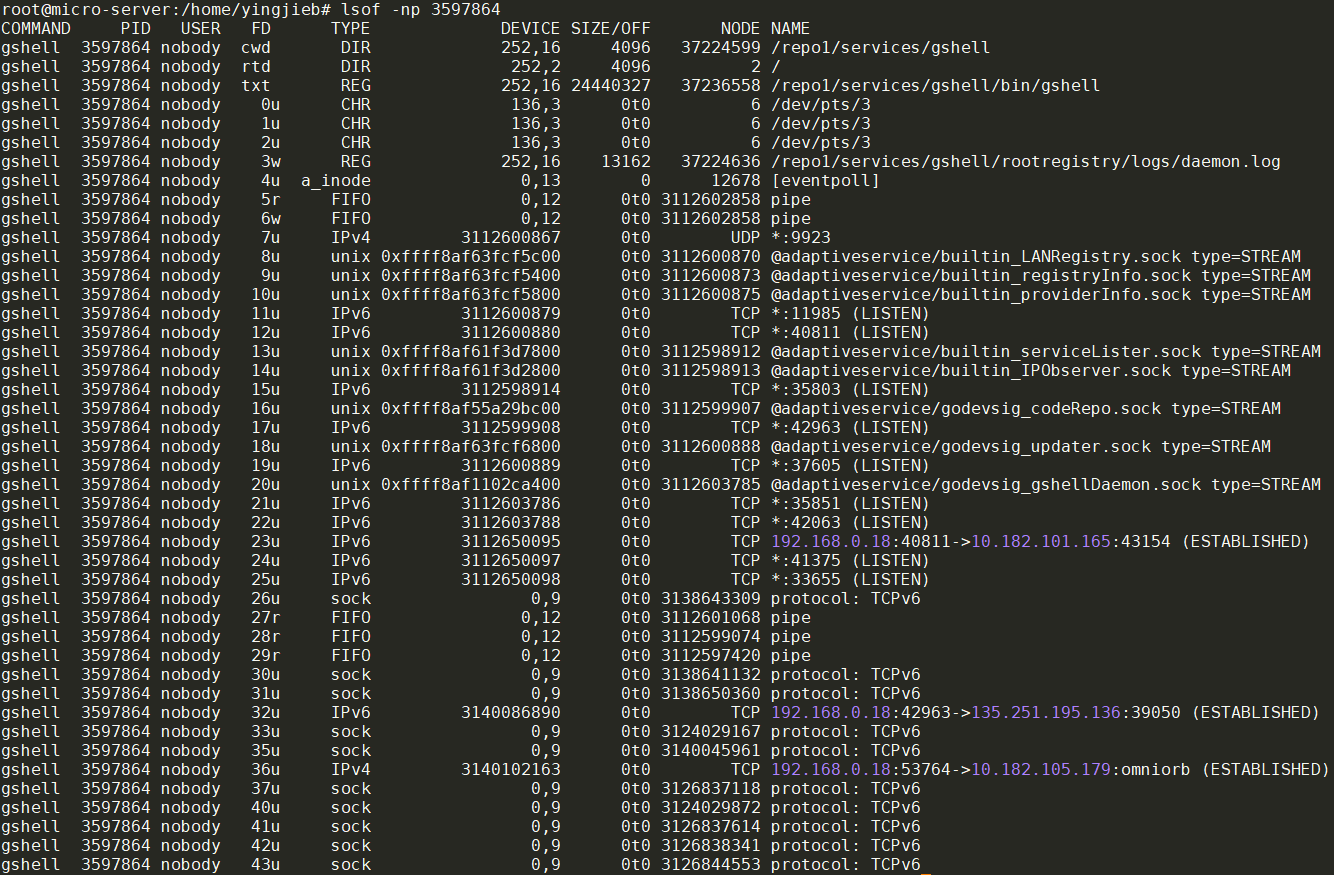 root@micro-server:/home/yingjieb# lsof -np 3597864
COMMAND     PID   USER   FD      TYPE             DEVICE SIZE/OFF       NODE NAME
gshell  3597864 nobody  cwd       DIR             252,16     4096   37224599 /repo1/services/gshell
gshell  3597864 nobody  rtd       DIR              252,2     4096          2 /
gshell  3597864 nobody  txt       REG             252,16 24440327   37236558 /repo1/services/gshell/bin/gshell
gshell  3597864 nobody    0u      CHR              136,3      0t0          6 /dev/pts/3
gshell  3597864 nobody    1u      CHR              136,3      0t0          6 /dev/pts/3
gshell  3597864 nobody    2u      CHR              136,3      0t0          6 /dev/pts/3
gshell  3597864 nobody    3w      REG             252,16    13162   37224636 /repo1/services/gshell/rootregistry/logs/daemon.log
gshell  3597864 nobody    4u  a_inode               0,13        0      12678 [eventpoll]
gshell  3597864 nobody    5r     FIFO               0,12      0t0 3112602858 pipe
gshell  3597864 nobody    6w     FIFO               0,12      0t0 3112602858 pipe
gshell  3597864 nobody    7u     IPv4         3112600867      0t0        UDP *:9923
gshell  3597864 nobody    8u     unix 0xffff8af63fcf5c00      0t0 3112600870 @adaptiveservice/builtin_LANRegistry.sock type=STREAM
gshell  3597864 nobody    9u     unix 0xffff8af63fcf5400      0t0 3112600873 @adaptiveservice/builtin_registryInfo.sock type=STREAM
gshell  3597864 nobody   10u     unix 0xffff8af63fcf5800      0t0 3112600875 @adaptiveservice/builtin_providerInfo.sock type=STREAM
gshell  3597864 nobody   11u     IPv6         3112600879      0t0        TCP *:11985 (LISTEN)
gshell  3597864 nobody   12u     IPv6         3112600880      0t0        TCP *:40811 (LISTEN)
gshell  3597864 nobody   13u     unix 0xffff8af61f3d7800      0t0 3112598912 @adaptiveservice/builtin_serviceLister.sock type=STREAM
gshell  3597864 nobody   14u     unix 0xffff8af61f3d2800      0t0 3112598913 @adaptiveservice/builtin_IPObserver.sock type=STREAM
gshell  3597864 nobody   15u     IPv6         3112598914      0t0        TCP *:35803 (LISTEN)
gshell  3597864 nobody   16u     unix 0xffff8af55a29bc00      0t0 3112599907 @adaptiveservice/godevsig_codeRepo.sock type=STREAM
gshell  3597864 nobody   17u     IPv6         3112599908      0t0        TCP *:42963 (LISTEN)
gshell  3597864 nobody   18u     unix 0xffff8af63fcf6800      0t0 3112600888 @adaptiveservice/godevsig_updater.sock type=STREAM
gshell  3597864 nobody   19u     IPv6         3112600889      0t0        TCP *:37605 (LISTEN)
gshell  3597864 nobody   20u     unix 0xffff8af1102ca400      0t0 3112603785 @adaptiveservice/godevsig_gshellDaemon.sock type=STREAM
gshell  3597864 nobody   21u     IPv6         3112603786      0t0        TCP *:35851 (LISTEN)
gshell  3597864 nobody   22u     IPv6         3112603788      0t0        TCP *:42063 (LISTEN)
gshell  3597864 nobody   23u     IPv6         3112650095      0t0        TCP 192.168.0.18:40811->10.182.101.165:43154 (ESTABLISHED)
gshell  3597864 nobody   24u     IPv6         3112650097      0t0        TCP *:41375 (LISTEN)
gshell  3597864 nobody   25u     IPv6         3112650098      0t0        TCP *:33655 (LISTEN)
gshell  3597864 nobody   26u     sock                0,9      0t0 3138643309 protocol: TCPv6
gshell  3597864 nobody   27r     FIFO               0,12      0t0 3112601068 pipe
gshell  3597864 nobody   28r     FIFO               0,12      0t0 3112599074 pipe
gshell  3597864 nobody   29r     FIFO               0,12      0t0 3112597420 pipe
gshell  3597864 nobody   30u     sock                0,9      0t0 3138641132 protocol: TCPv6
gshell  3597864 nobody   31u     sock                0,9      0t0 3138650360 protocol: TCPv6
gshell  3597864 nobody   32u     IPv6         3140086890      0t0        TCP 192.168.0.18:42963->135.251.195.136:39050 (ESTABLISHED)
gshell  3597864 nobody   33u     sock                0,9      0t0 3124029167 protocol: TCPv6
gshell  3597864 nobody   35u     sock                0,9      0t0 3140045961 protocol: TCPv6
gshell  3597864 nobody   36u     IPv4         3140102163      0t0        TCP 192.168.0.18:53764->10.182.105.179:omniorb (ESTABLISHED)
gshell  3597864 nobody   37u     sock                0,9      0t0 3126837118 protocol: TCPv6
gshell  3597864 nobody   40u     sock                0,9      0t0 3124029872 protocol: TCPv6
gshell  3597864 nobody   41u     sock                0,9      0t0 3126837614 protocol: TCPv6
gshell  3597864 nobody   42u     sock                0,9      0t0 3126838341 protocol: TCPv6
gshell  3597864 nobody   43u     sock                0,9      0t0 3126844553 protocol: TCPv6